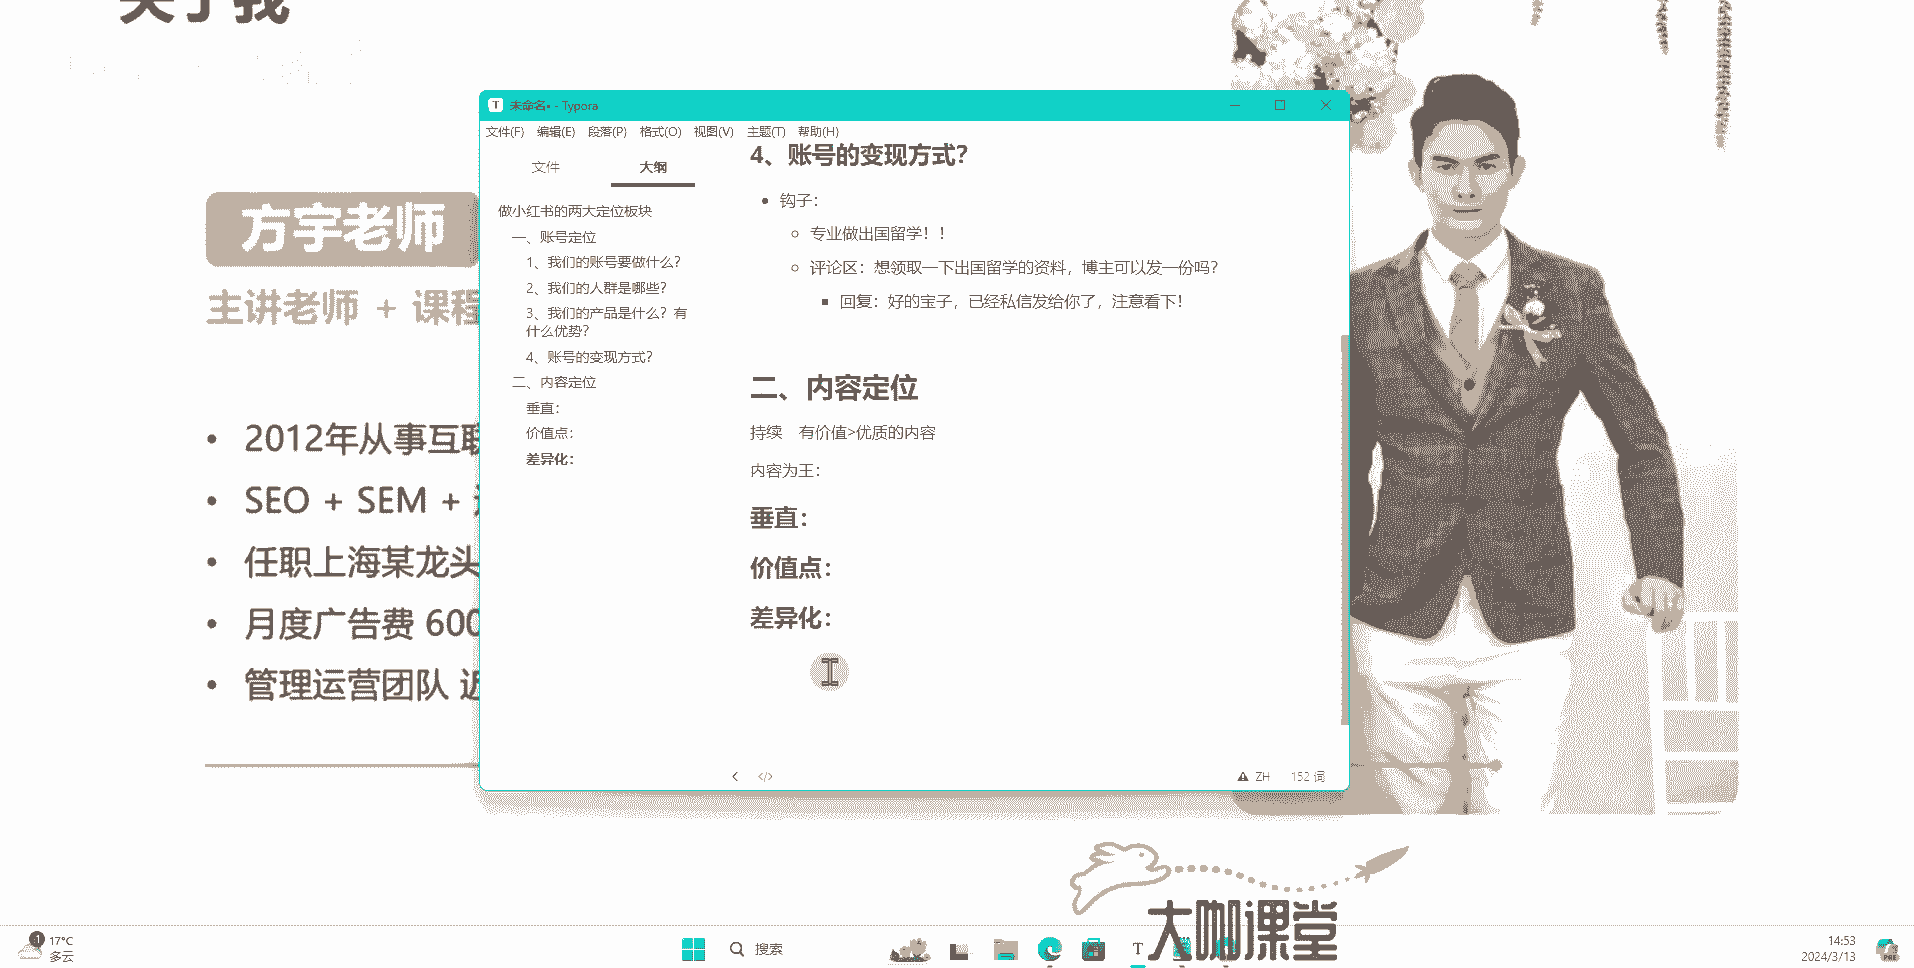 关于我
方宇老师
主讲老师 + 课程
2012年从事互联
SEO + SEM +
任职上海某龙头
月度广告费 600
管理运营团队 近
未命名• - Typora
文件(F) 编辑(E) 段落(P) 格式(O) 视图(V) 主题(T) 帮助(H)
文件 大纲
做小红书的两大定位板块
一、账号定位
1、我们的账号要做什么?
2、我们的人群是哪些?
3、我们的产品是什么?有
什么优势?
4、账号的变现方式?
二、内容定位
垂直:
价值点:
差异化:
4、账号的变现方式?
钩子:
专业做出国留学!!
评论区:想领取一下出国留学的资料,博主可以发一份吗?
回复:好的宝子,已经私信发给你了,注意看下!
二、内容定位
持续 有价值>优质的内容
内容为王:
垂直:
价值点:
差异化:
ZH 152 词
大咖课堂
1 17°C
多云
搜索
14:53
2024/3/13